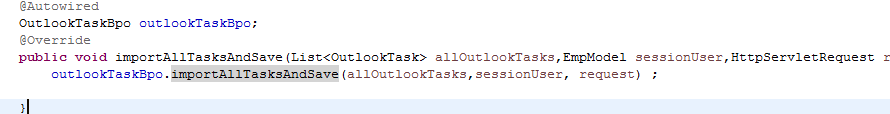 @Autowired
OutlookTaskBpo outlookTaskBpo;
@Override
public void importAllTasksAndSave(List<OutlookTask> allOutlookTasks,EmpModel sessionUser,HttpServletRequest r
outlookTaskBpo.importAllTasksAndSave(allOutlookTasks,sessionUser, request) ;
}